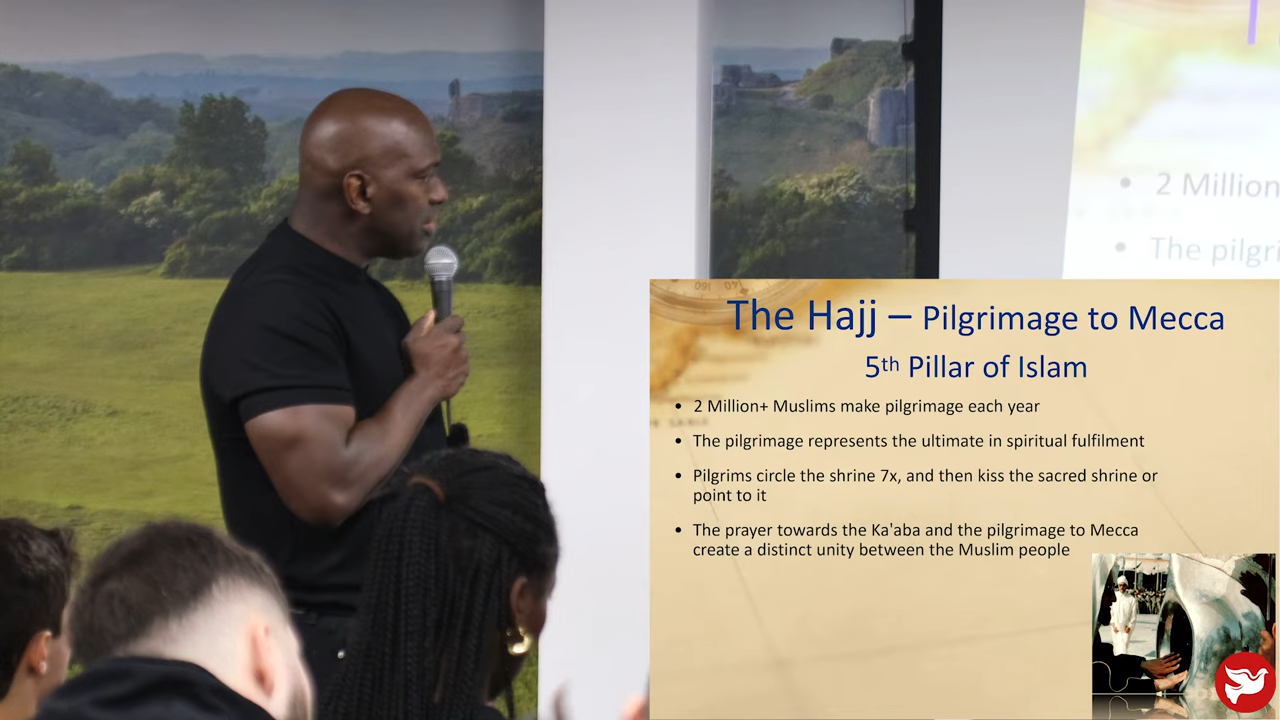 • 2 Million
• The pilgri
The Hajj – Pilgrimage to Mecca
5th Pillar of Islam
• 2 Million+ Muslims make pilgrimage each year
• The pilgrimage represents the ultimate in spiritual fulfilment
• Pilgrims circle the shrine 7x, and then kiss the sacred shrine or
point to it
• The prayer towards the Ka'aba and the pilgrimage to Mecca
create a distinct unity between the Muslim people